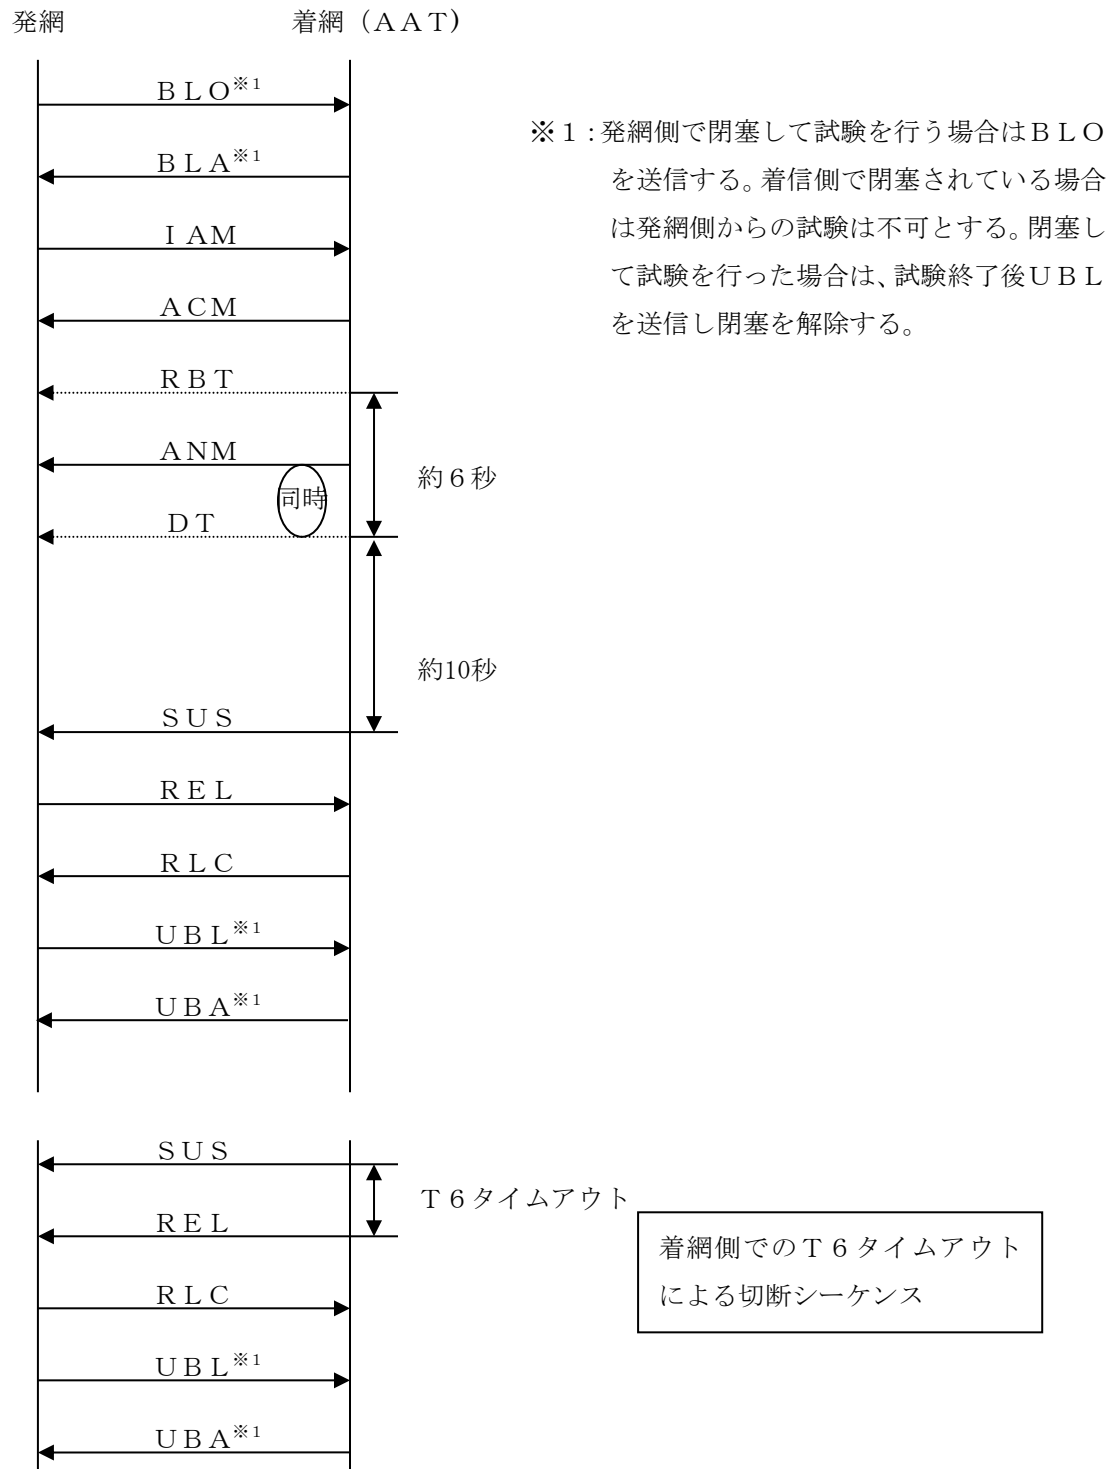 発網
着網（ＡＡＴ）
ＢＬＯ※1
※１：発網側で閉塞して試験を行う場合はＢＬＯ
を送信する。着信側で閉塞されている場合
は発網側からの試験は不可とする。閉塞し
て試験を行った場合は、試験終了後ＵＢＬ
を送信し閉塞を解除する。
ＢＬＡ※1
ＩＡＭ
ＡＣＭ
ＲＢＴ
ＡＮＭ
約６秒
同時
ＤＴ
約10秒
ＳＵＳ
ＲＥＬ
ＲＬＣ
ＵＢＬ※1
ＵＢＡ※1
ＳＵＳ
Ｔ６タイムアウト
ＲＥＬ
着網側でのＴ６タイムアウト
による切断シーケンス
ＲＬＣ
ＵＢＬ※1
ＵＢＡ※1